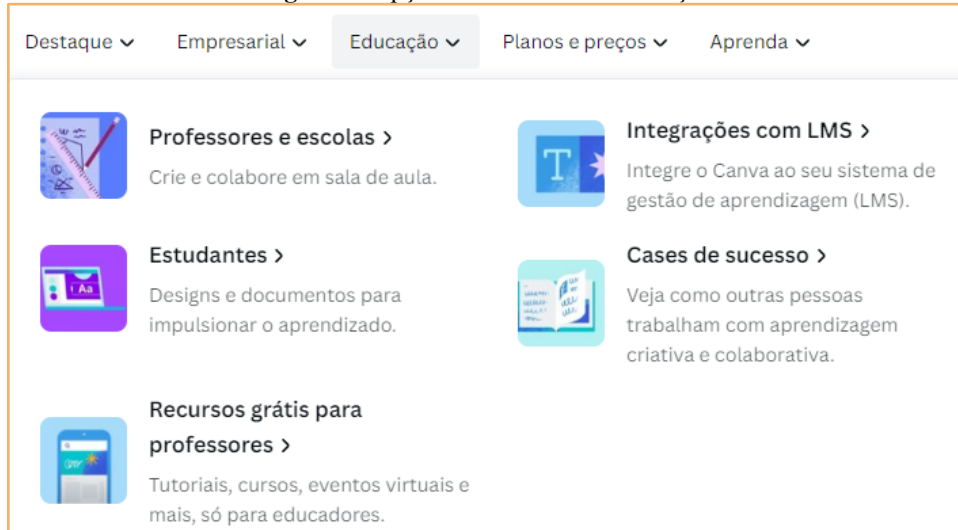 Destaque Empresarial Educação Planos e preços Aprenda
Professores e escolas >
Crie e colabore em sala de aula.
Estudantes >
Designs e documentos para
impulsionar o aprendizado.
Recursos grátis para
professores >
Tutoriais, cursos, eventos virtuais e
mais, só para educadores.
Integrações com LMS >
Integre o Canva ao seu sistema de
gestão de aprendizagem (LMS).
Cases de sucesso >
Veja como outras pessoas
trabalham com aprendizagem
criativa e colaborativa.
T
Aa